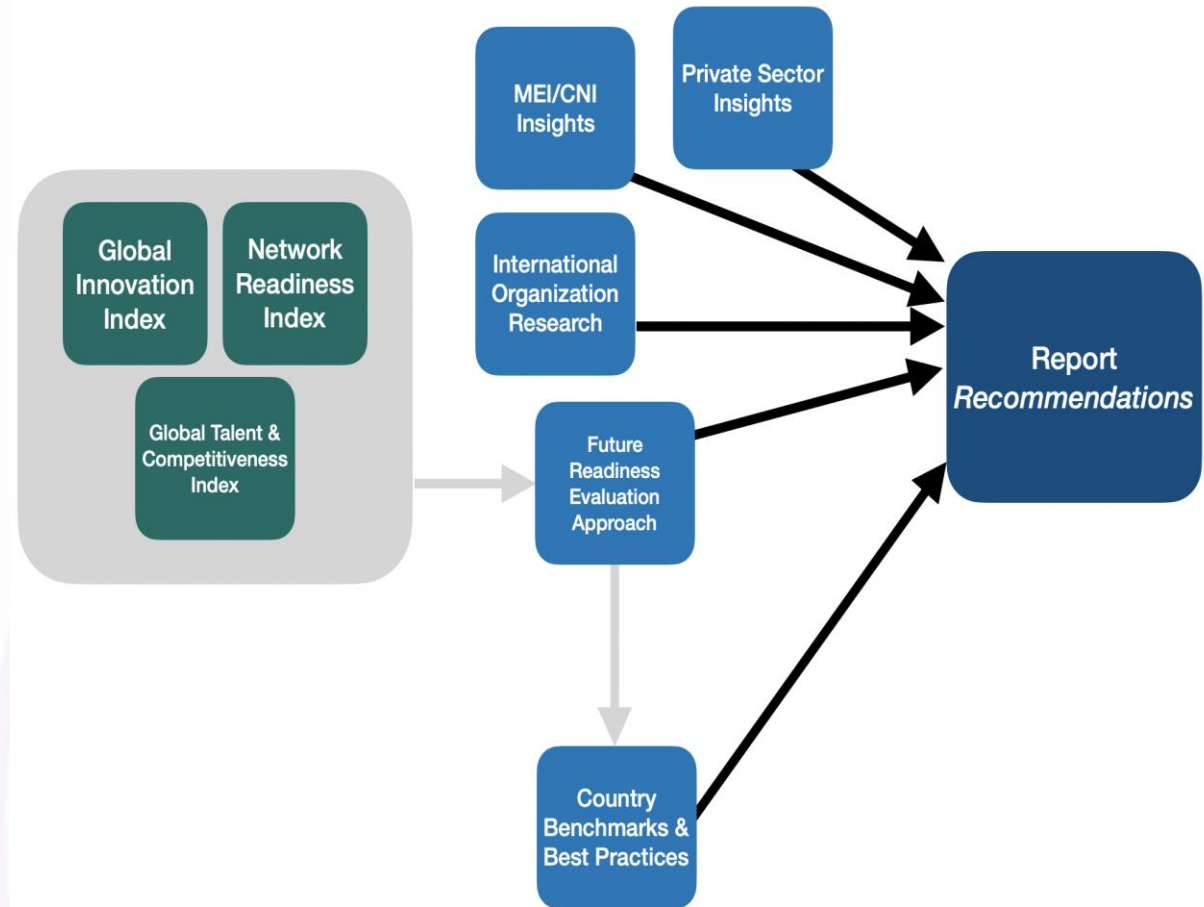 MEI/CNI
Insights
Private Sector
Insights
Global
Innovation
Index
Network
Readiness
Index
Global Talent &
Competitiveness
Index
International
Organization
Research
Future
Readiness
Evaluation
Approach
Report
Recommendations
Country
Benchmarks &
Best Practices